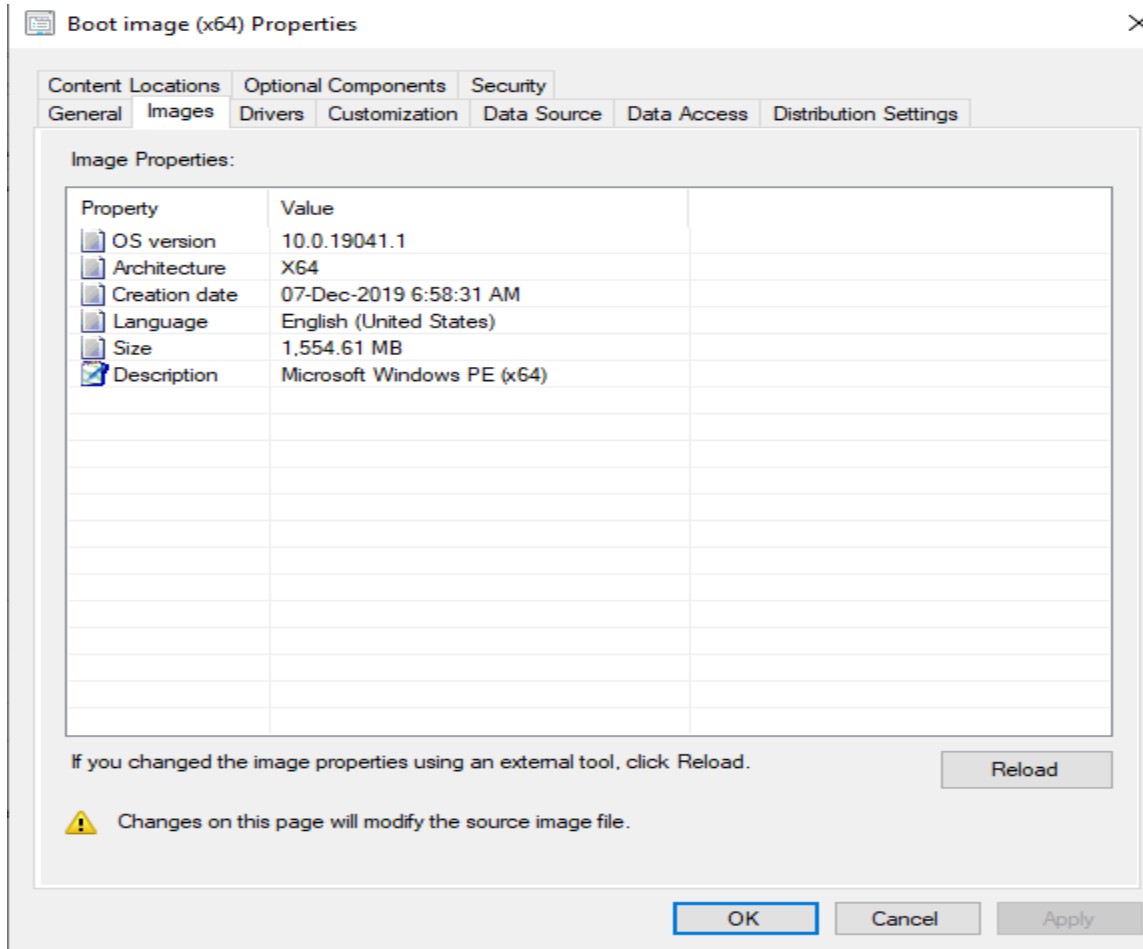 Boot image (x64) Properties
Content Locations Optional Components Security
General Images Drivers Customization Data Source Data Access Distribution Settings
Image Properties:
Property Value
OS version 10.0.19041.1
Architecture X64
Creation date 07-Dec-2019 6:58:31 AM
Language English (United States)
Size 1,554.61 MB
Description Microsoft Windows PE (x64)
If you changed the image properties using an external tool, click Reload.
Reload
Changes on this page will modify the source image file.
OK Cancel Apply